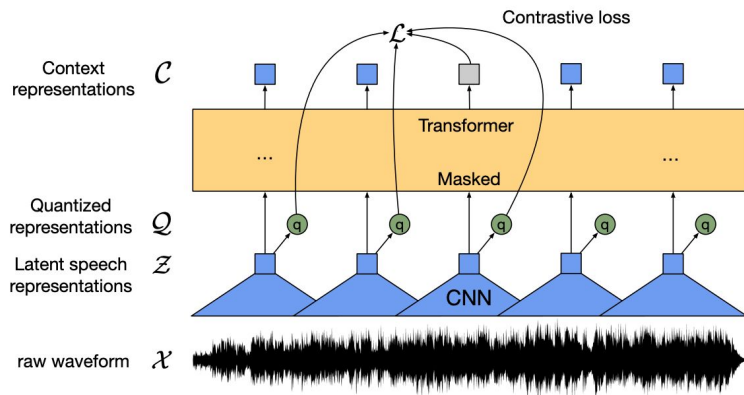 Contrastive loss
ℒ
Context
representations 𝒞
Transformer
... ...
Masked
Quantized
representations 𝒬
q q q q q
Latent speech
representations 𝒵
CNN
raw waveform 𝒳